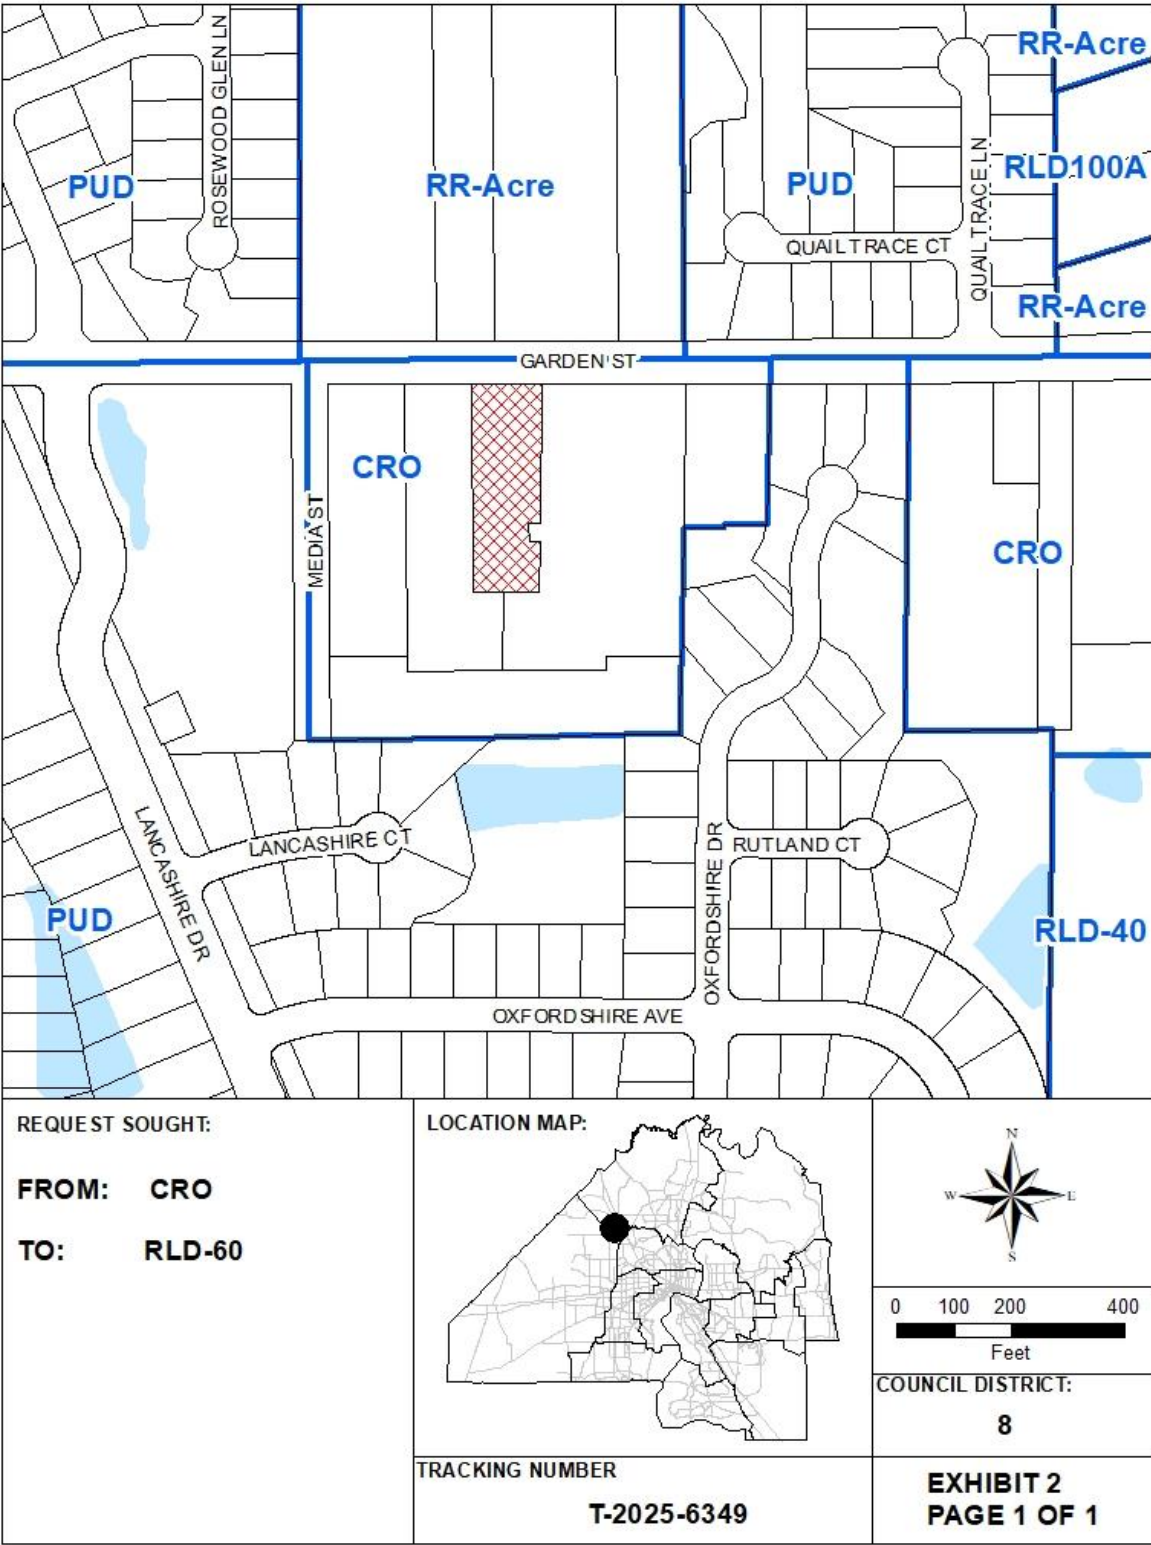 ROSEWOOD GLEN LN
RR-Acre
PUD
RR-Acre
PUD
QUAIL TRACE LN
RLD100A
QUAIL TRACE CT
RR-Acre
GARDEN ST
CRO
MEDIA ST
CRO
LANCASHIRE DR
LANCASHIRE CT
OXFORDSHIRE DR
RUTLAND CT
PUD
RLD-40
OXFORDSHIRE AVE
REQUEST SOUGHT:
FROM: CRO
TO: RLD-60
LOCATION MAP:
N
W E
S
0 100 200 400
Feet
COUNCIL DISTRICT:
8
TRACKING NUMBER
T-2025-6349
EXHIBIT 2
PAGE 1 OF 1